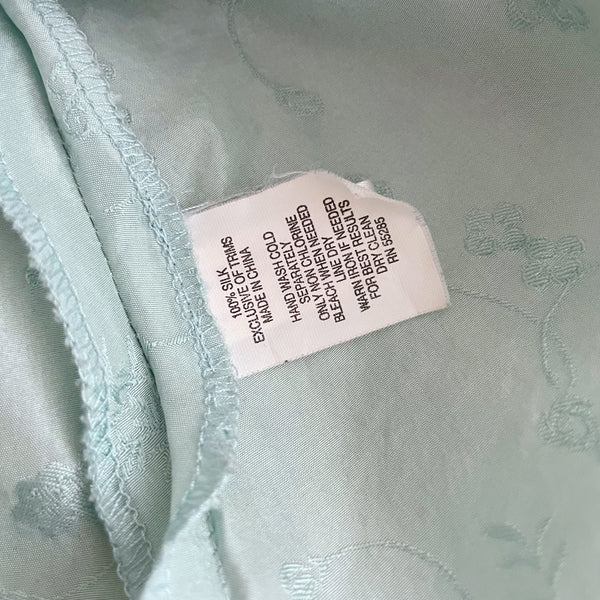 100% SILK
EXCLUSIVE OF TRIMS
MADE IN CHINA
HAND WASH COLD
SEPARATELY
ONLY NON CHLORINE
BLEACH WHEN NEEDED
LINE DRY
WARN IRON IF NEEDED
FOR BEST RESULTS
DRY CLEAN
RN 55285